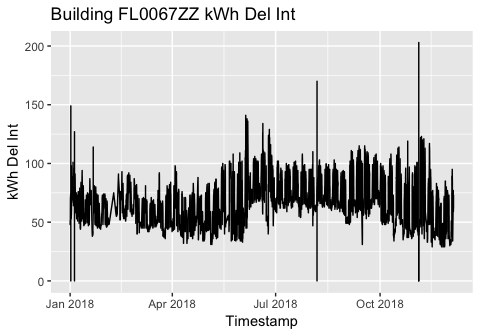 Building FL0067ZZ kWh Del Int
kWh Del Int
200
150
100
50
0
Jan 2018
Apr 2018
Jul 2018
Oct 2018
Timestamp